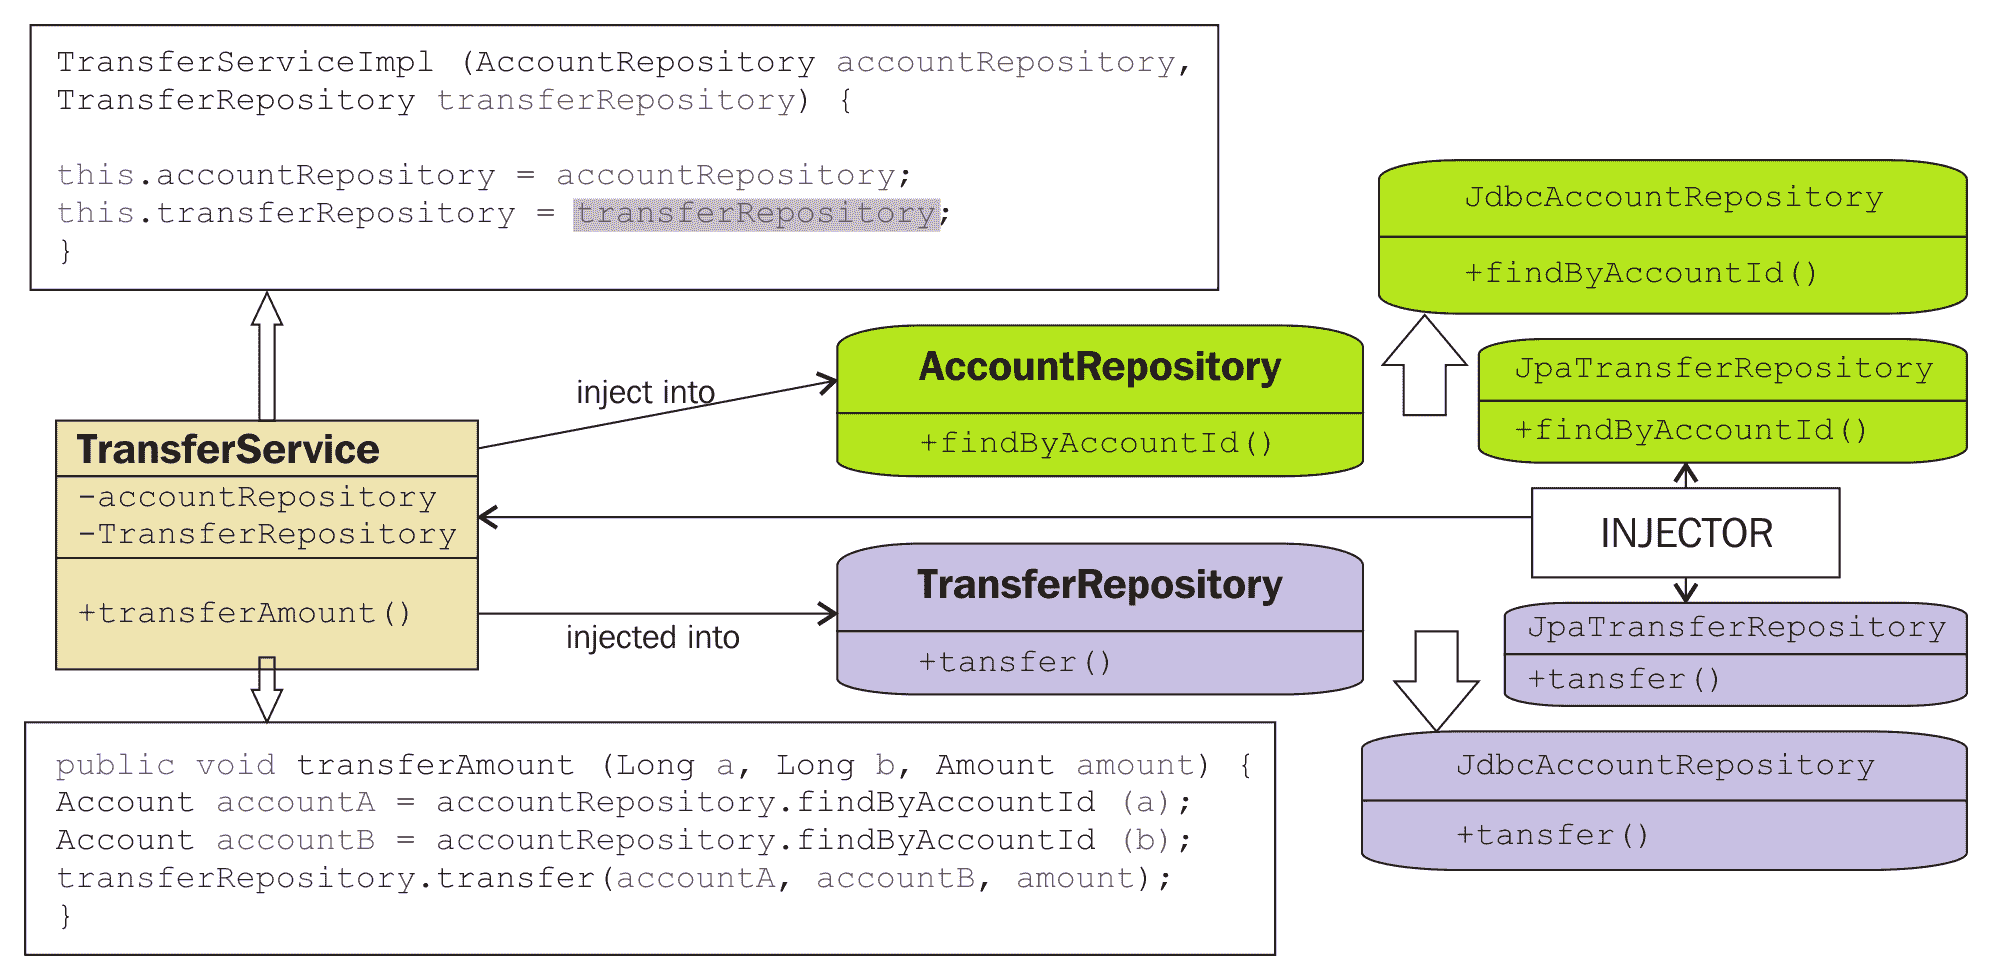 TransferServiceImpl (AccountRepository accountRepository,
TransferRepository transferRepository) {
this.accountRepository = accountRepository;
this.transferRepository = transferRepository;
}
JdbcAccountRepository
+findByAccountId()
AccountRepository
+findByAccountId()
JpaTransferRepository
+findByAccountId()
inject into
TransferService
-accountRepository
-TransferRepository
+transferAmount()
INJECTOR
injected into
TransferRepository
+tansfer()
JpaTransferRepository
+tansfer()
JdbcAccountRepository
+tansfer()
public void transferAmount (Long a, Long b, Amount amount) {
Account accountA = accountRepository.findByAccountId (a);
Account accountB = accountRepository.findByAccountId (b);
transferRepository.transfer(accountA, accountB, amount);
}